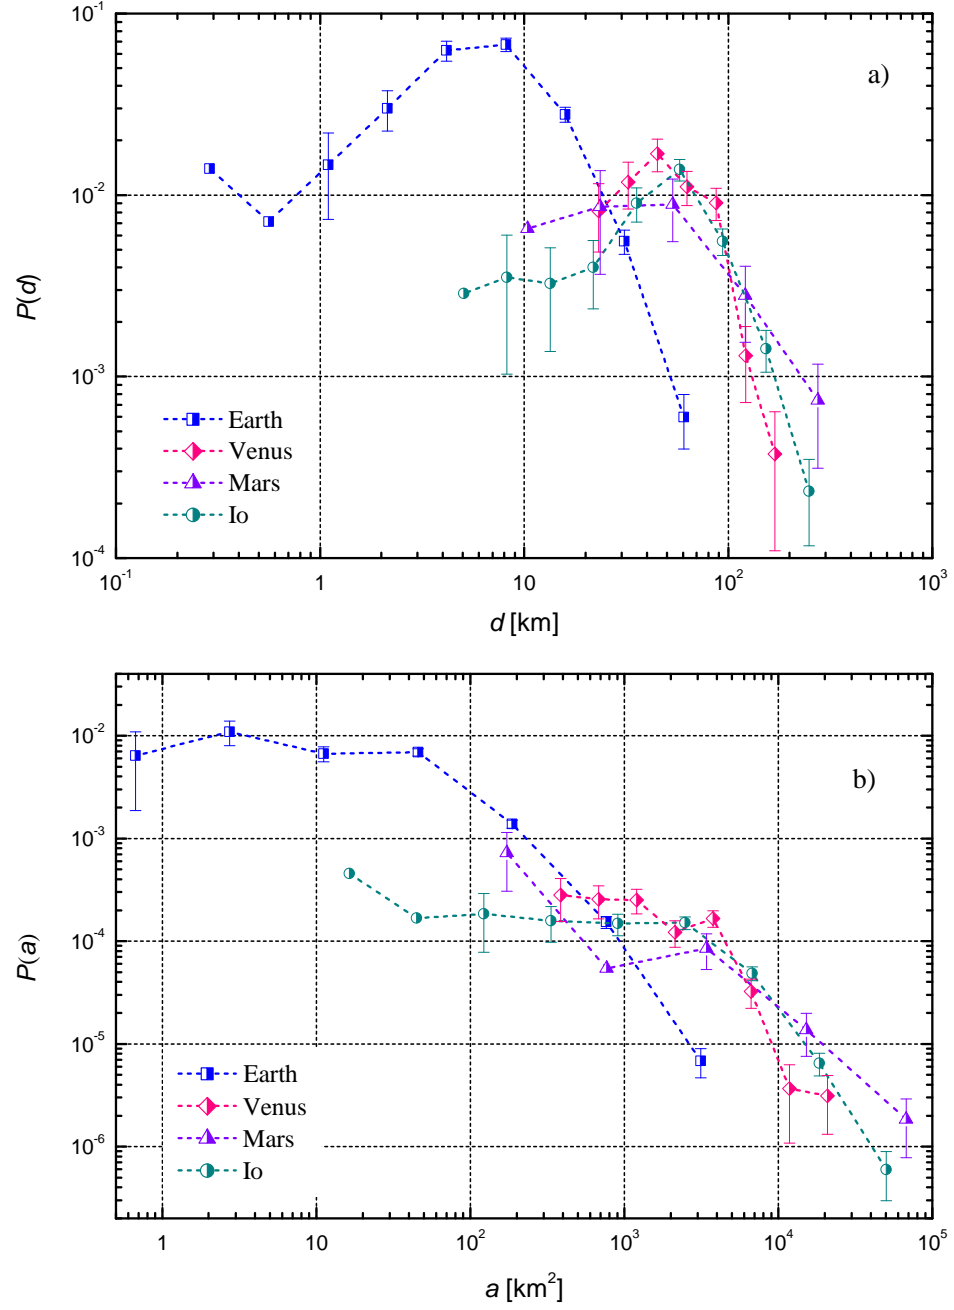 10⁰
a)
10⁻¹
10⁻²
P(d)
10⁻³
Earth
Venus
Mars
Io
10⁻⁴
10⁻¹ 1 10 10² 10³
d [km]
10⁻²
b)
10⁻³
P(a)
10⁻⁴
10⁻⁵
Earth
Venus
Mars
10⁻⁶
Io
1 10 10² 10³ 10⁴ 10⁵
a [km²]